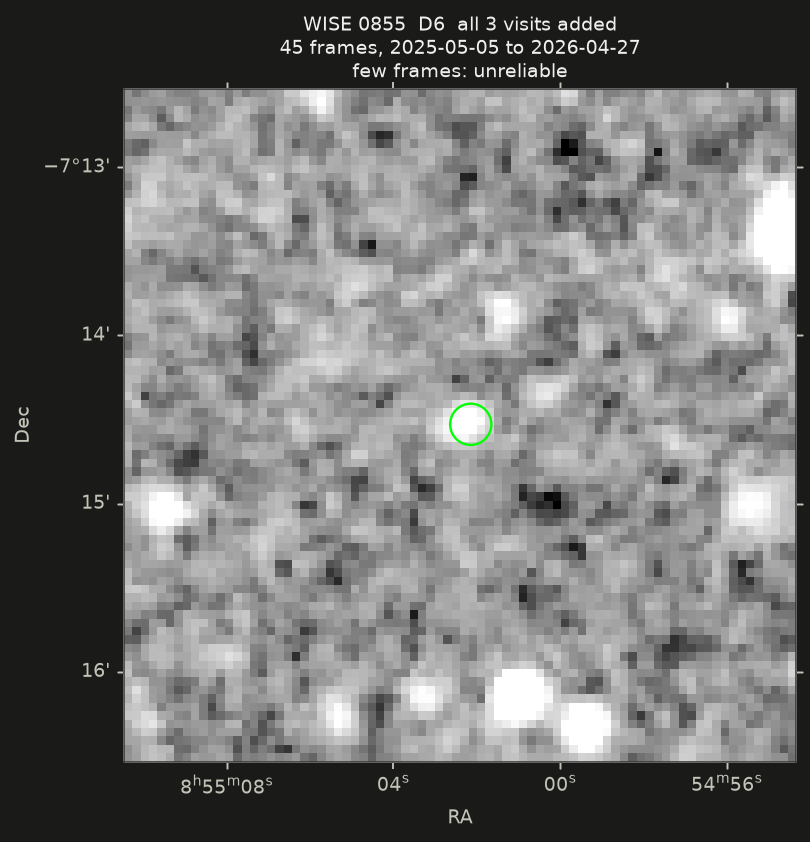 WISE 0855 D6 all 3 visits added
45 frames, 2025-05-05 to 2026-04-27
few frames: unreliable
−7°13'
14'
Dec
15'
16'
8ʰ55ᵐ08ˢ 04ˢ 00ˢ 54ᵐ56ˢ
RA